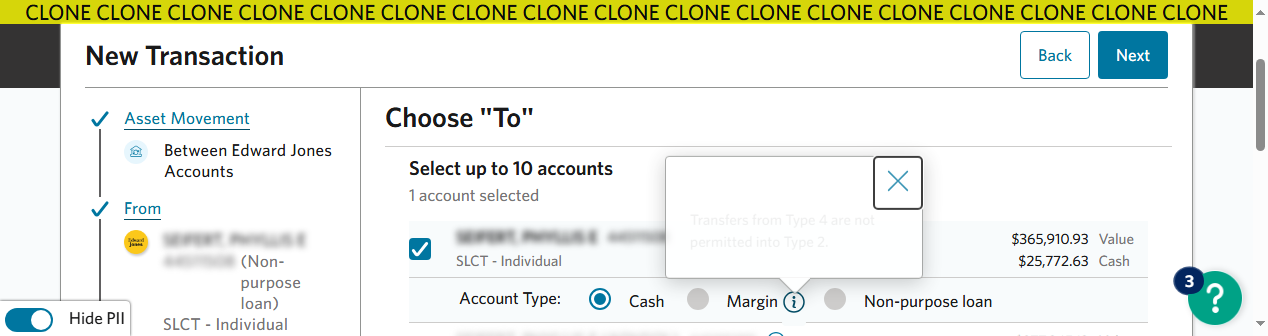 CLONE CLONE CLONE CLONE CLONE CLONE CLONE CLONE CLONE CLONE CLONE CLONE CLONE CLONE CLONE CLONE CLONE
New Transaction
Back
Next
Asset Movement
Between Edward Jones
Accounts
From
Edward
Jones
(Non-
purpose
loan)
SLCT - Individual
Hide PII
Choose "To"
Select up to 10 accounts
1 account selected
Transfers from Type 4 are not
permitted into Type 2.
SLCT - Individual
$365,910.93 Value
$25,772.63 Cash
Account Type: Cash Margin i Non-purpose loan
3
?